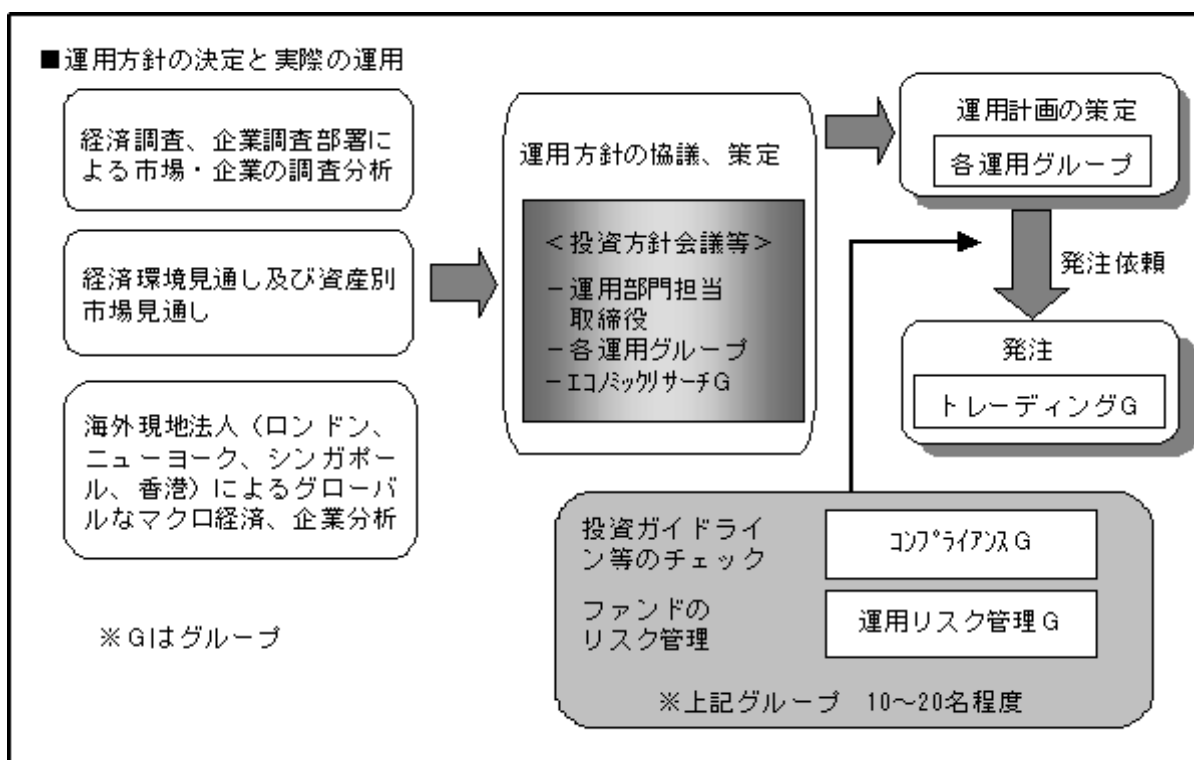 ■運用方針の決定と実際の運用
経済調査、企業調査部署に
よる市場・企業の調査分析
経済環境見通し及び資産別
市場見通し
海外現地法人（ロンドン、
ニューヨーク、シンガポー
ル、香港）によるグローバ
ルなマクロ経済、企業分析
※Gはグループ
運用方針の協議、策定
＜投資方針会議等＞
－運用部門担当
取締役
－各運用グループ
－ｴｺﾉﾐｯｸﾘｻｰﾁG
運用計画の策定
各運用グループ
発注依頼
発注
トレーディングG
投資ガイドライ
ン等のチェック
ｺﾝﾌﾟﾗｲｱﾝｽG
ファンドの
リスク管理
運用リスク管理G
※上記グループ　10～20名程度